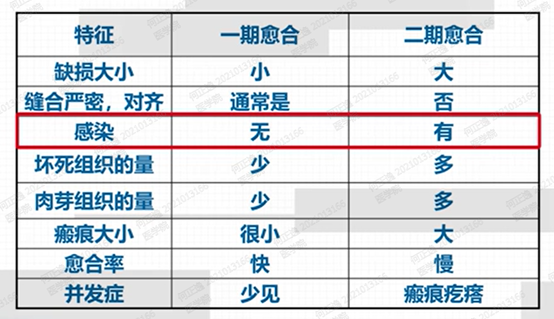 特征 一期愈合 二期愈合
缺损大小 小 大
缝合严密，对齐 通常是 否
感染 无 有
坏死组织的量 少 多
肉芽组织的量 少 多
瘢痕大小 很小 大
愈合率 快 慢
并发症 少见 瘢痕疙瘩